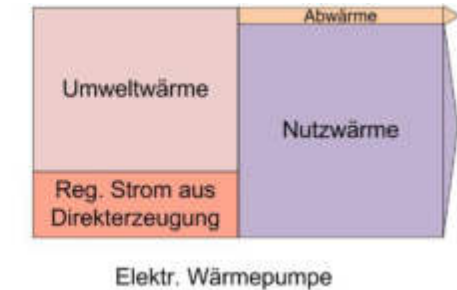 Abwärme
Umweltwärme
Nutzwärme
Reg. Strom aus
Direkterzeugung
Elektr. Wärmepumpe